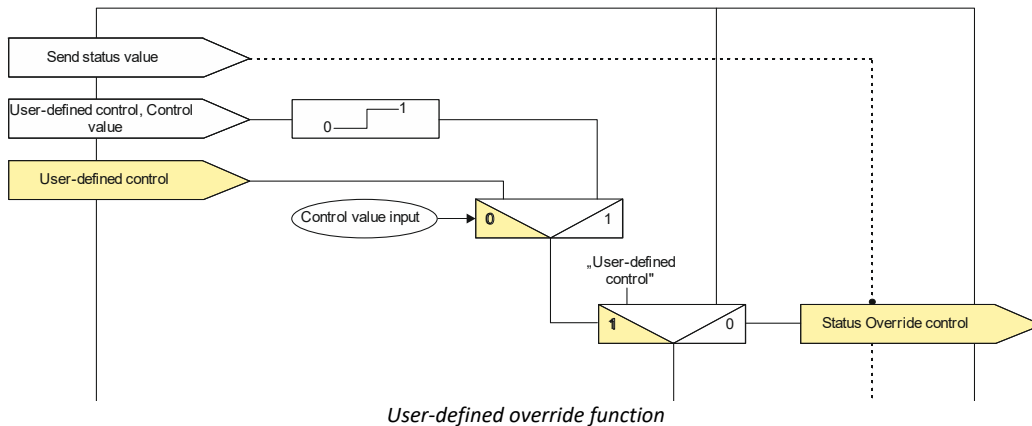 Send status value
User-defined control, Control
value
0
1
User-defined control
Control value input
0
1
„User-defined
control"
1
0
Status Override control
User-defined override function